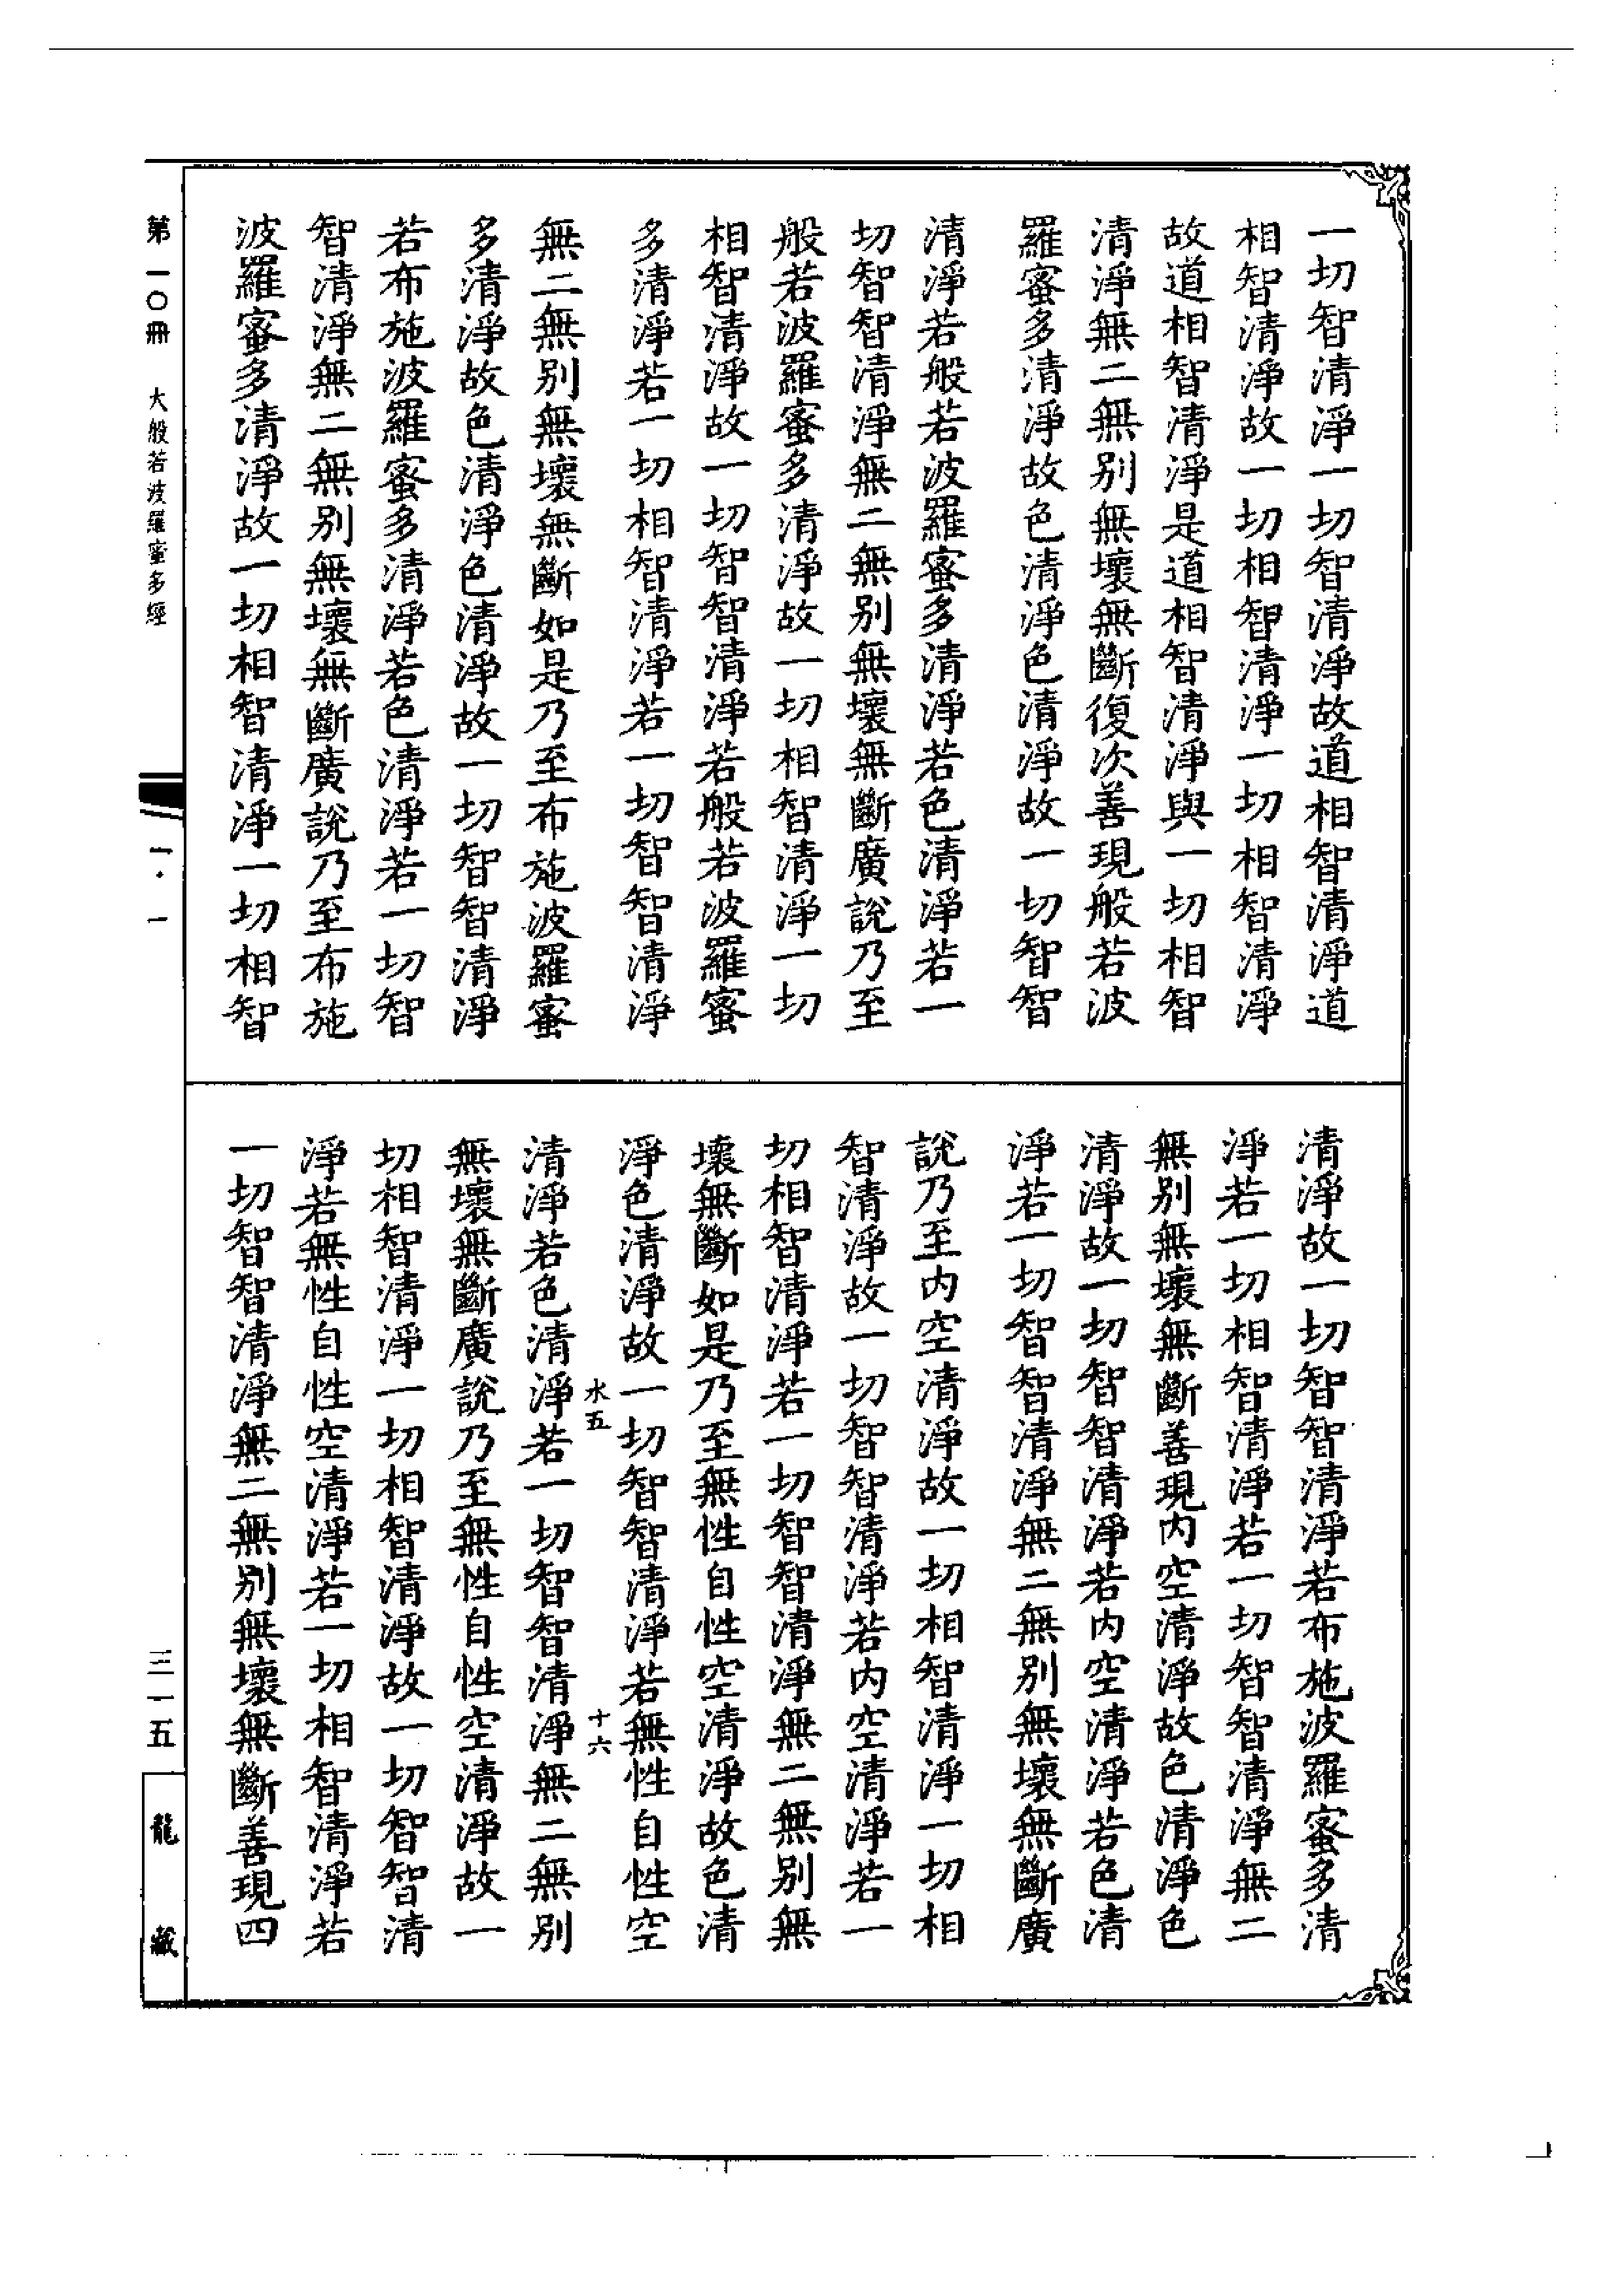 一切智清淨一切智清淨故道相智清淨道
相智清淨故一切相智清淨一切相智清淨
故道相智清淨是道相智清淨與一切相智
清淨無二無別無壞無斷復次善現般若波
羅蜜多清淨故色清淨色清淨故一切智智
清淨若般若波羅蜜多清淨若色清淨若一
切智智清淨無二無別無壞無斷廣說乃至
般若波羅蜜多清淨故一切相智清淨一切
相智清淨故一切智智清淨若般若波羅蜜
多清淨若一切相智清淨若一切智智清淨
無二無別無壞無斷如是乃至布施波羅蜜
多清淨故色清淨色清淨故一切智智清淨
若布施波羅蜜多清淨若色清淨若一切智
智清淨無二無別無壞無斷廣說乃至布施
波羅蜜多清淨故一切相智清淨一切相智
清淨故一切智智清淨若布施波羅蜜多清
淨若一切相智清淨若一切智智清淨無二
無別無壞無斷善現內空清淨故色清淨色
清淨故一切智智清淨若內空清淨若色清
淨若一切智智清淨無二無別無壞無斷廣
說乃至內空清淨故一切相智清淨一切相
智清淨故一切智智清淨若內空清淨若一
切相智清淨若一切智智清淨無二無別無
壞無斷如是乃至無性自性空清淨故色清
淨色清淨故一切智智清淨若無性自性空
水五 十六
清淨若色清淨若一切智智清淨無二無別
無壞無斷廣說乃至無性自性空清淨故一
切相智清淨一切相智清淨故一切智智清
淨若無性自性空清淨若一切相智清淨若
一切智智清淨無二無別無壞無斷善現四
第一〇冊 大般若波羅蜜多經 一·一 三一五 龍藏